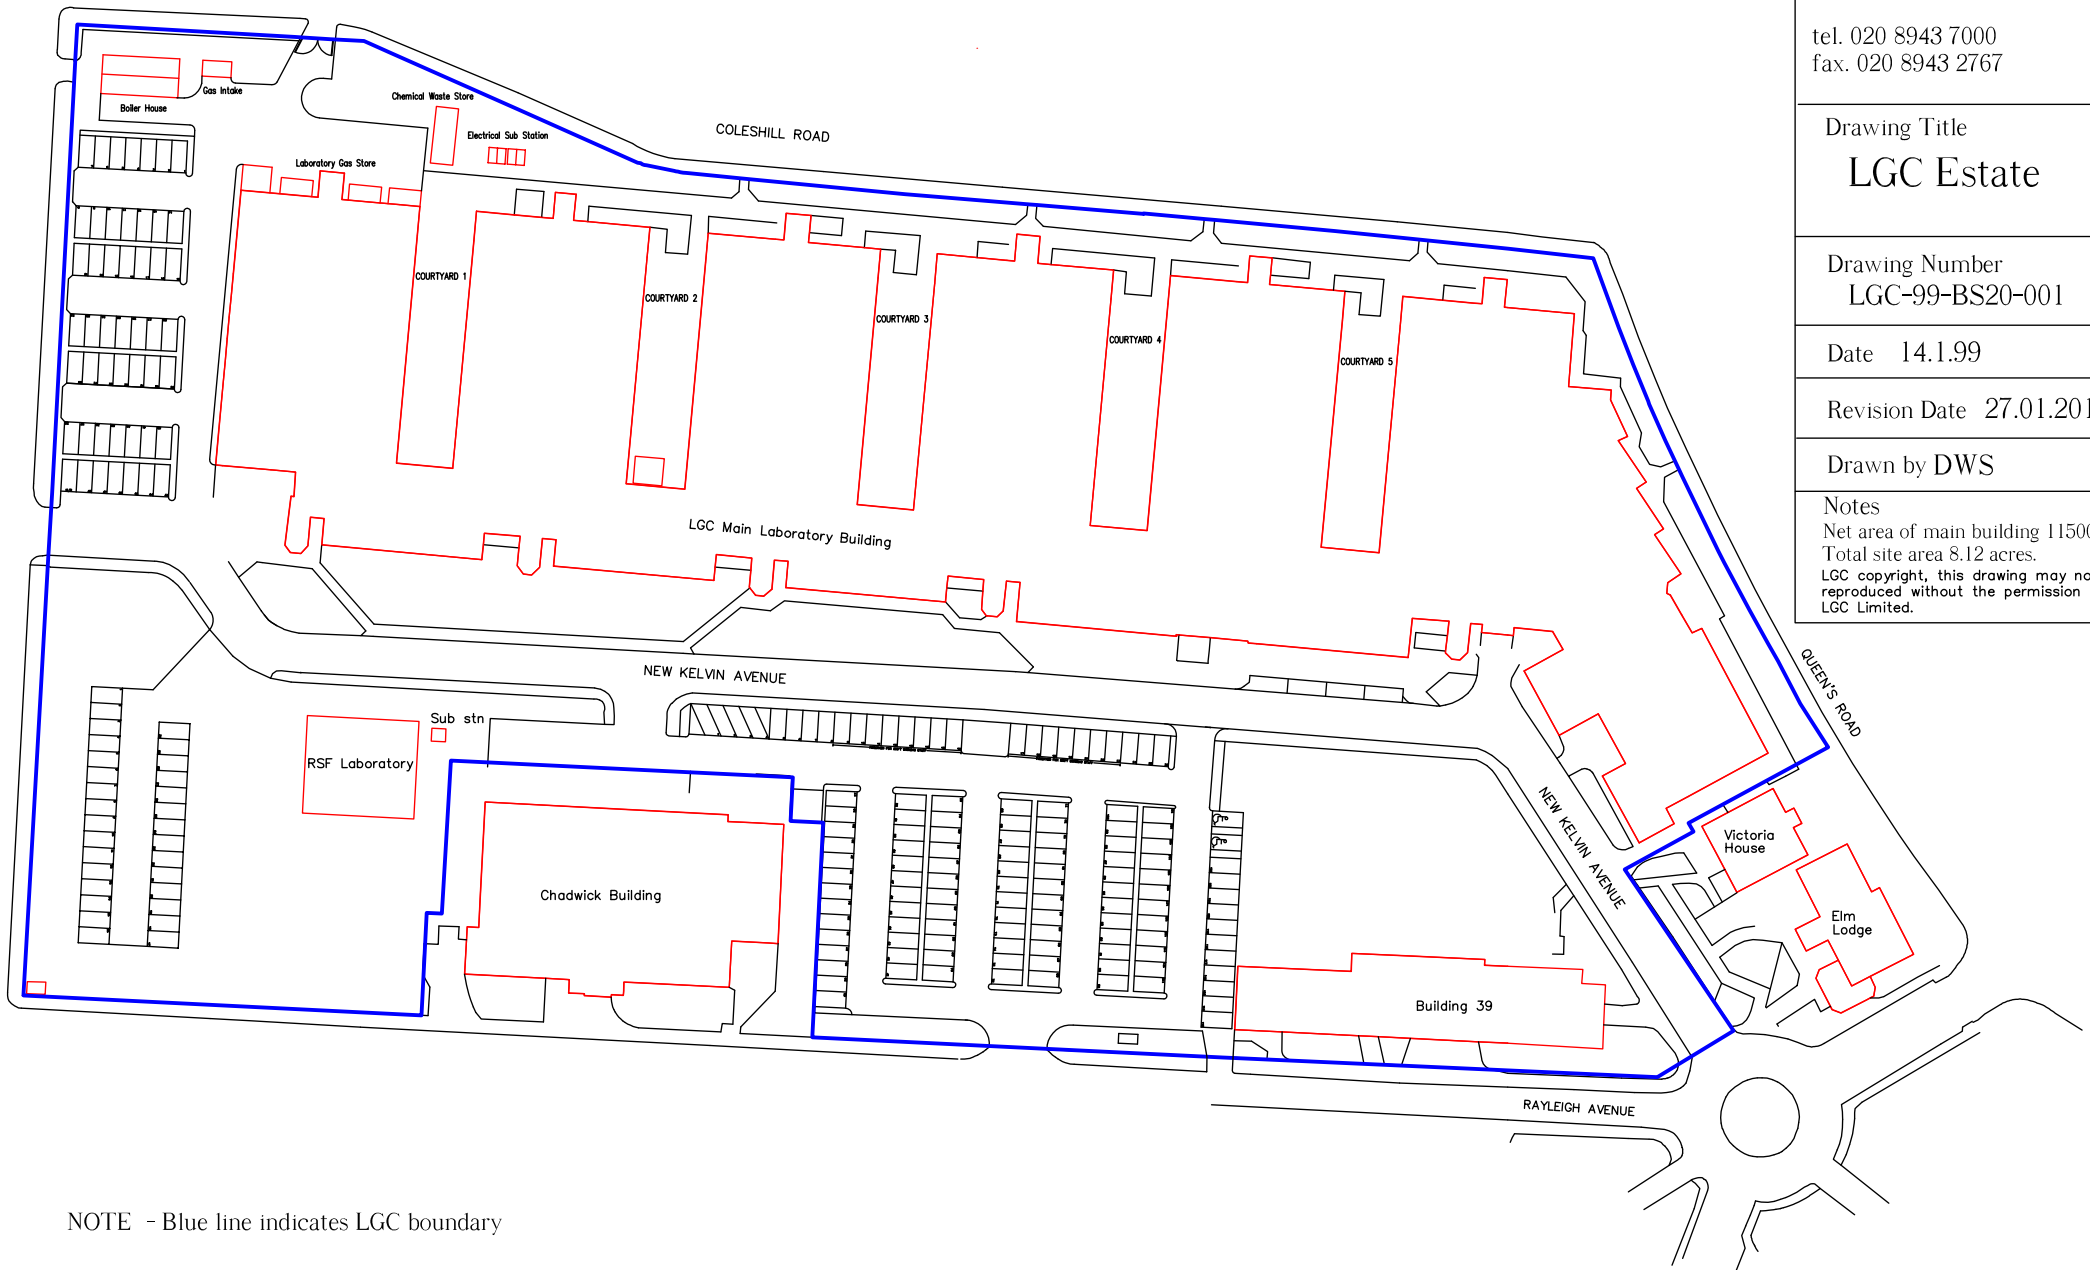 tel. 020 8943 7000
fax. 020 8943 2767
Drawing Title
LGC Estate
Drawing Number
LGC-99-BS20-001
Date 14.1.99
Revision Date 27.01.201
Drawn by DWS
Notes
Net area of main building 11500
Total site area 8.12 acres.
LGC copyright, this drawing may no
reproduced without the permission
LGC Limited.
Gas Intake
Boiler House
Chemical Waste Store
Electrical Sub Station
Laboratory Gas Store
COLESHILL ROAD
COURTYARD 1
COURTYARD 2
COURTYARD 3
COURTYARD 4
COURTYARD 5
LGC Main Laboratory Building
NEW KELVIN AVENUE
QUEEN'S ROAD
Sub stn
RSF Laboratory
Chadwick Building
NEW KELVIN AVENUE
Victoria
House
Elm
Lodge
Building 39
RAYLEIGH AVENUE
NOTE - Blue line indicates LGC boundary